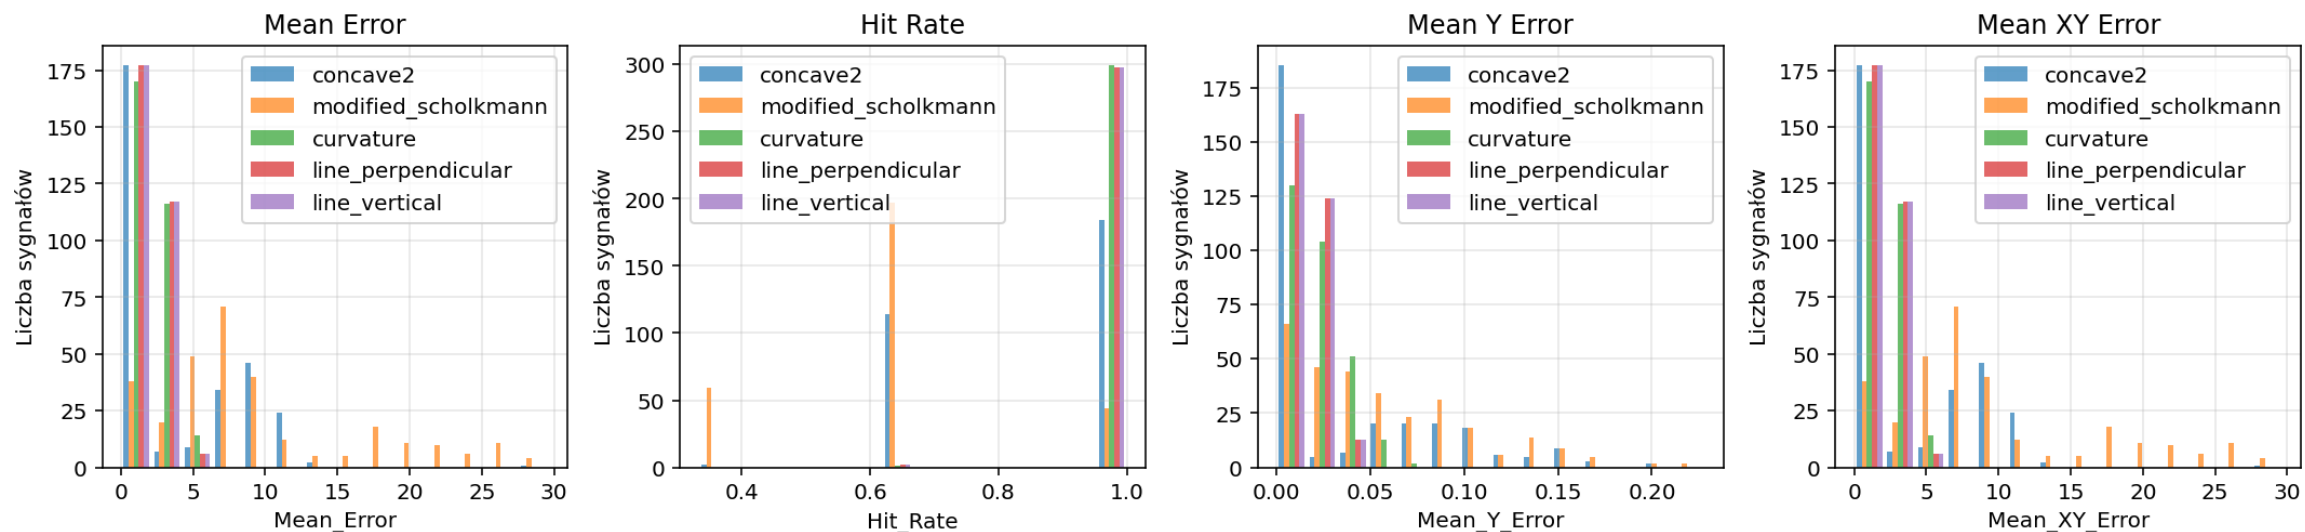 Mean Error
Liczba sygnałów
175
150
125
100
75
50
25
0
concave2
modified_scholkmann
curvature
line_perpendicular
line_vertical
0 5 10 15 20 25 30
Mean_Error
Hit Rate
Liczba sygnałów
300
250
200
150
100
50
0
concave2
modified_scholkmann
curvature
line_perpendicular
line_vertical
0.4 0.6 0.8 1.0
Hit_Rate
Mean Y Error
Liczba sygnałów
175
150
125
100
75
50
25
0
concave2
modified_scholkmann
curvature
line_perpendicular
line_vertical
0.00 0.05 0.10 0.15 0.20
Mean_Y_Error
Mean XY Error
Liczba sygnałów
175
150
125
100
75
50
25
0
concave2
modified_scholkmann
curvature
line_perpendicular
line_vertical
0 5 10 15 20 25 30
Mean_XY_Error